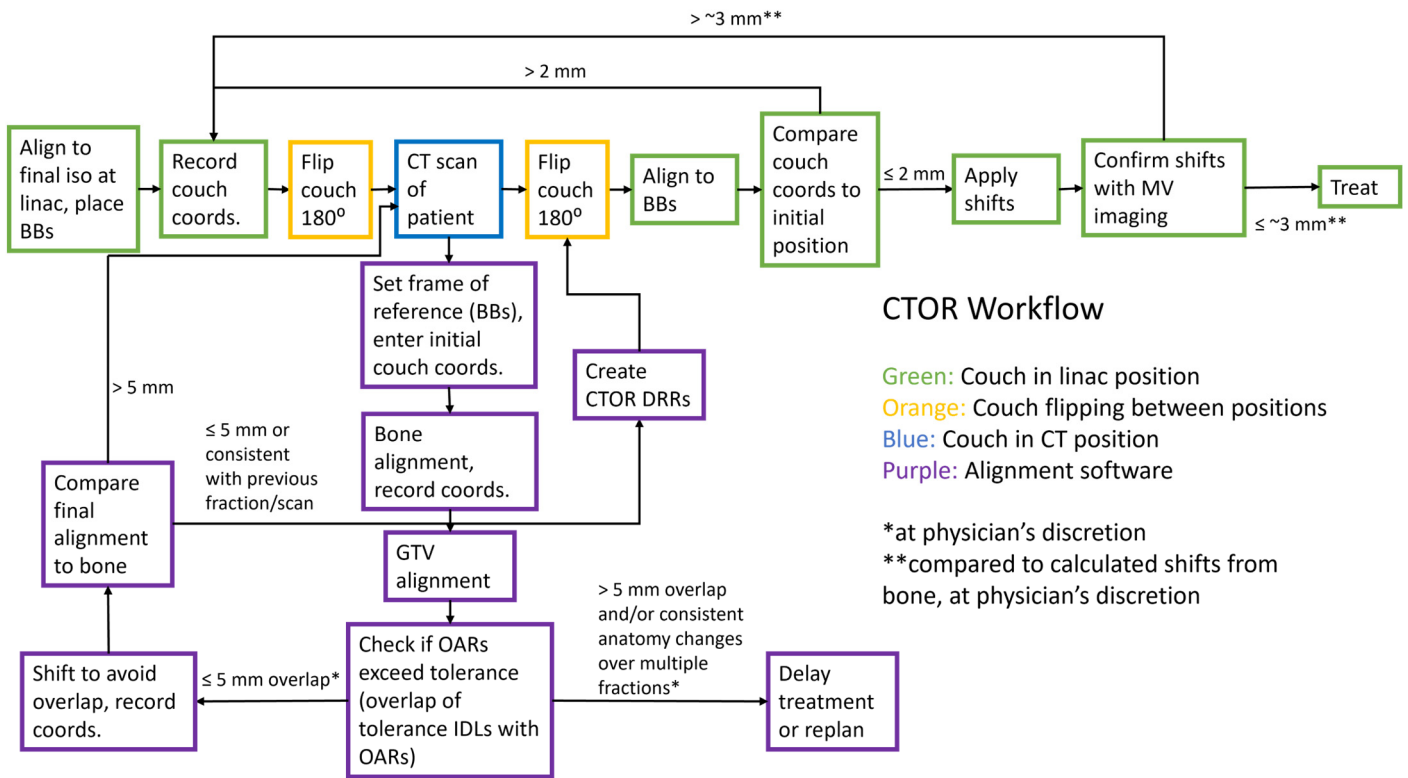 > ~3 mm**
> 2 mm
Align to
final iso at
linac, place
BBs
Record
couch
coords.
Flip
couch
180⁰
CT scan
of
patient
Flip
couch
180⁰
Align to
BBs
Compare
couch
coords to
initial
position
≤ 2 mm
Apply
shifts
Confirm shifts
with MV
imaging
Treat
≤ ~3 mm**
Set frame of
reference (BBs),
enter initial
couch coords.
Create
CTOR DRRs
> 5 mm
≤ 5 mm or
consistent
with previous
fraction/scan
Bone
alignment,
record coords.
Compare
final
alignment
to bone
GTV
alignment
> 5 mm overlap
and/or consistent
anatomy changes
over multiple
fractions*
Shift to avoid
overlap, record
coords.
≤ 5 mm overlap*
Check if OARs
exceed tolerance
(overlap of
tolerance IDLs with
OARs)
Delay
treatment
or replan
CTOR Workflow
Green: Couch in linac position
Orange: Couch flipping between positions
Blue: Couch in CT position
Purple: Alignment software
*at physician's discretion
**compared to calculated shifts from
bone, at physician's discretion